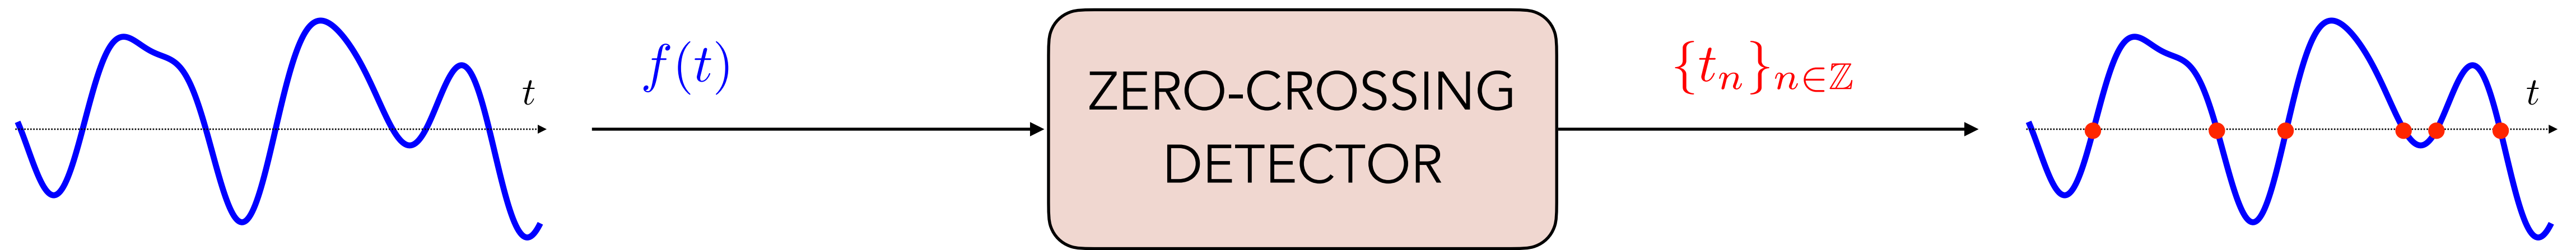 t
f(t)
ZERO-CROSSING
DETECTOR
{t_n}_{n∈ℤ}
t